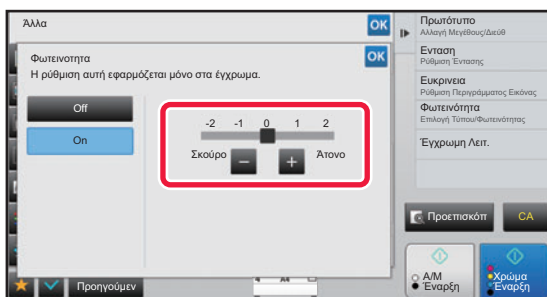 Άλλα
OK
Φωτεινοτητα
OK
Η ρύθμιση αυτή εφαρμόζεται μόνο στα έγχρωμα.
Off
On
-2 -1 0 1 2
Σκούρο
Άτονο
Προηγούμεν
A4
Πρωτότυπο
Αλλαγή Μεγέθους/Διεύθ
Ενταση
Ρύθμιση Έντασης
Ευκρινεια
Ρύθμιση Περιγράμματος Εικόνας
Φωτεινότητα
Επιλογή Τύπου/Φωτεινότητας
Έγχρωμη Λειτ.
Προεπισκόπ
CA
Α/Μ
Έναρξη
Χρώμα
Έναρξη